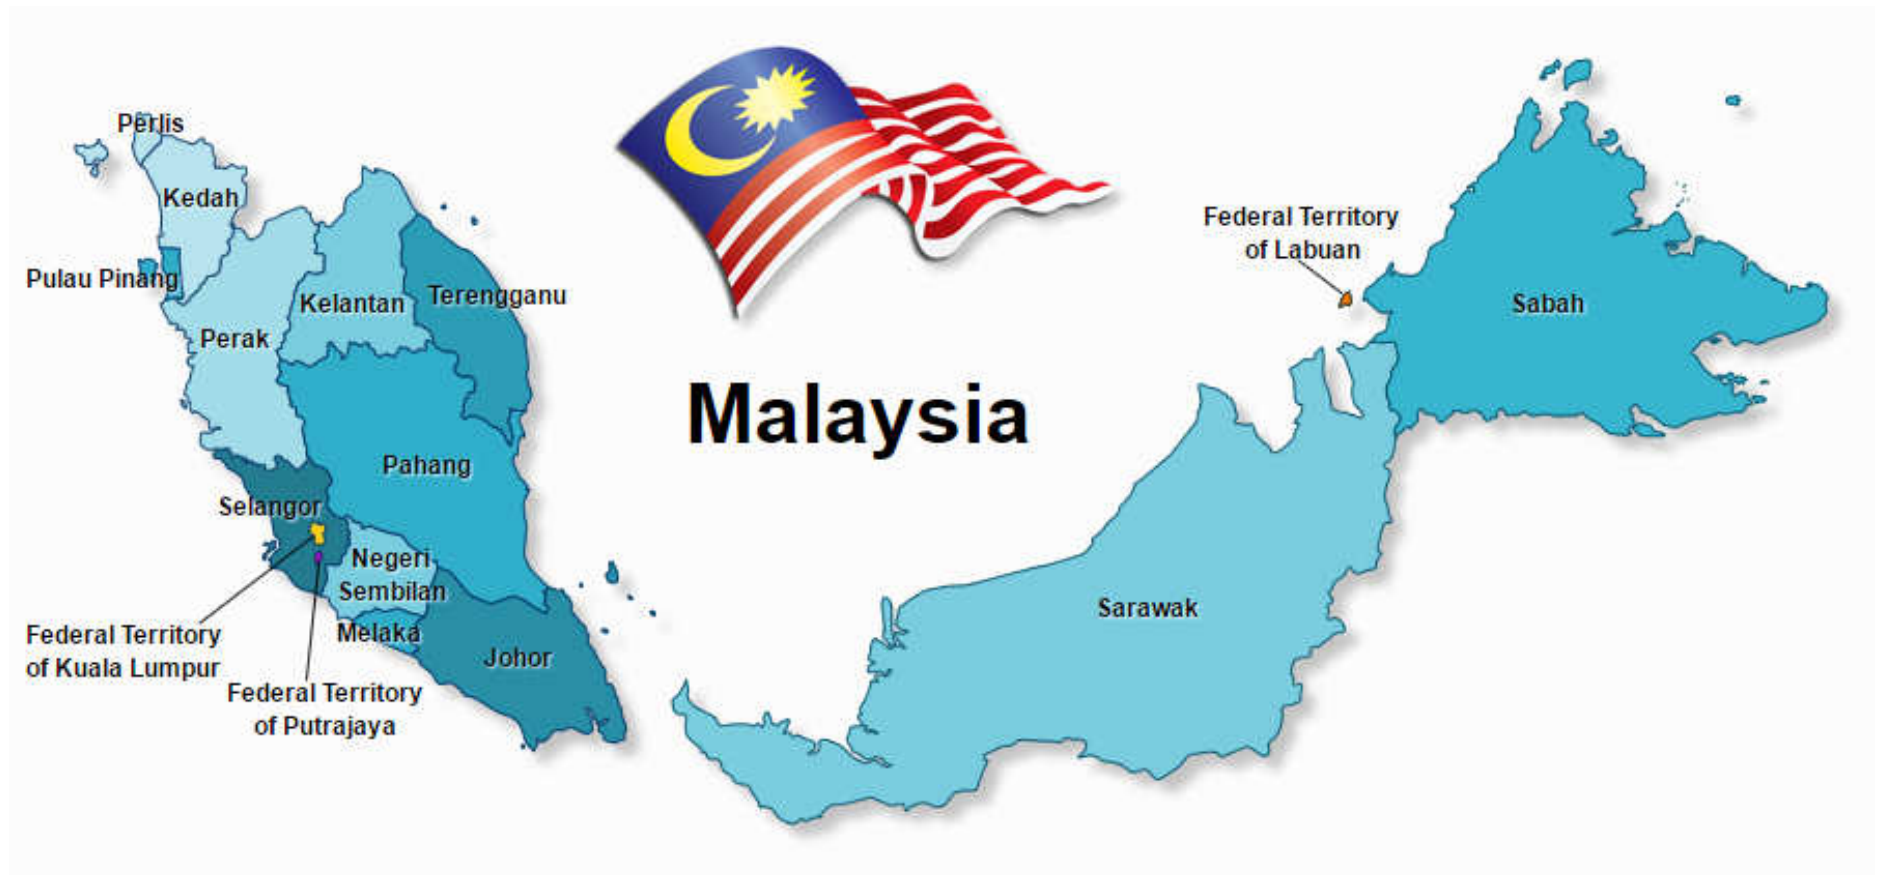 Perlis
Kedah
Pulau Pinang
Perak
Kelantan
Terengganu
Pahang
Selangor
Negeri
Sembilan
Melaka
Johor
Federal Territory
of Kuala Lumpur
Federal Territory
of Putrajaya
Malaysia
Federal Territory
of Labuan
Sabah
Sarawak